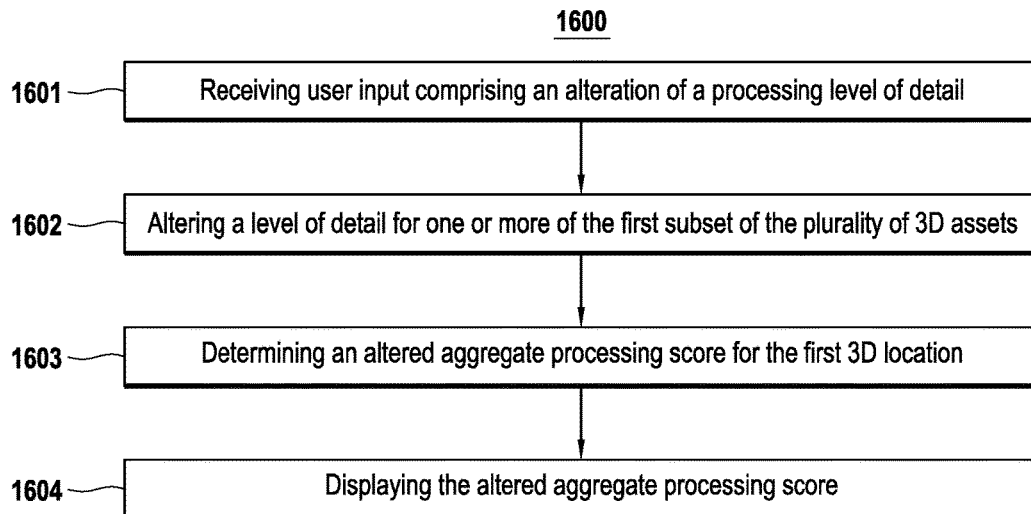 1600
1601 Receiving user input comprising an alteration of a processing level of detail
1602 Altering a level of detail for one or more of the first subset of the plurality of 3D assets
1603 Determining an altered aggregate processing score for the first 3D location
1604 Displaying the altered aggregate processing score